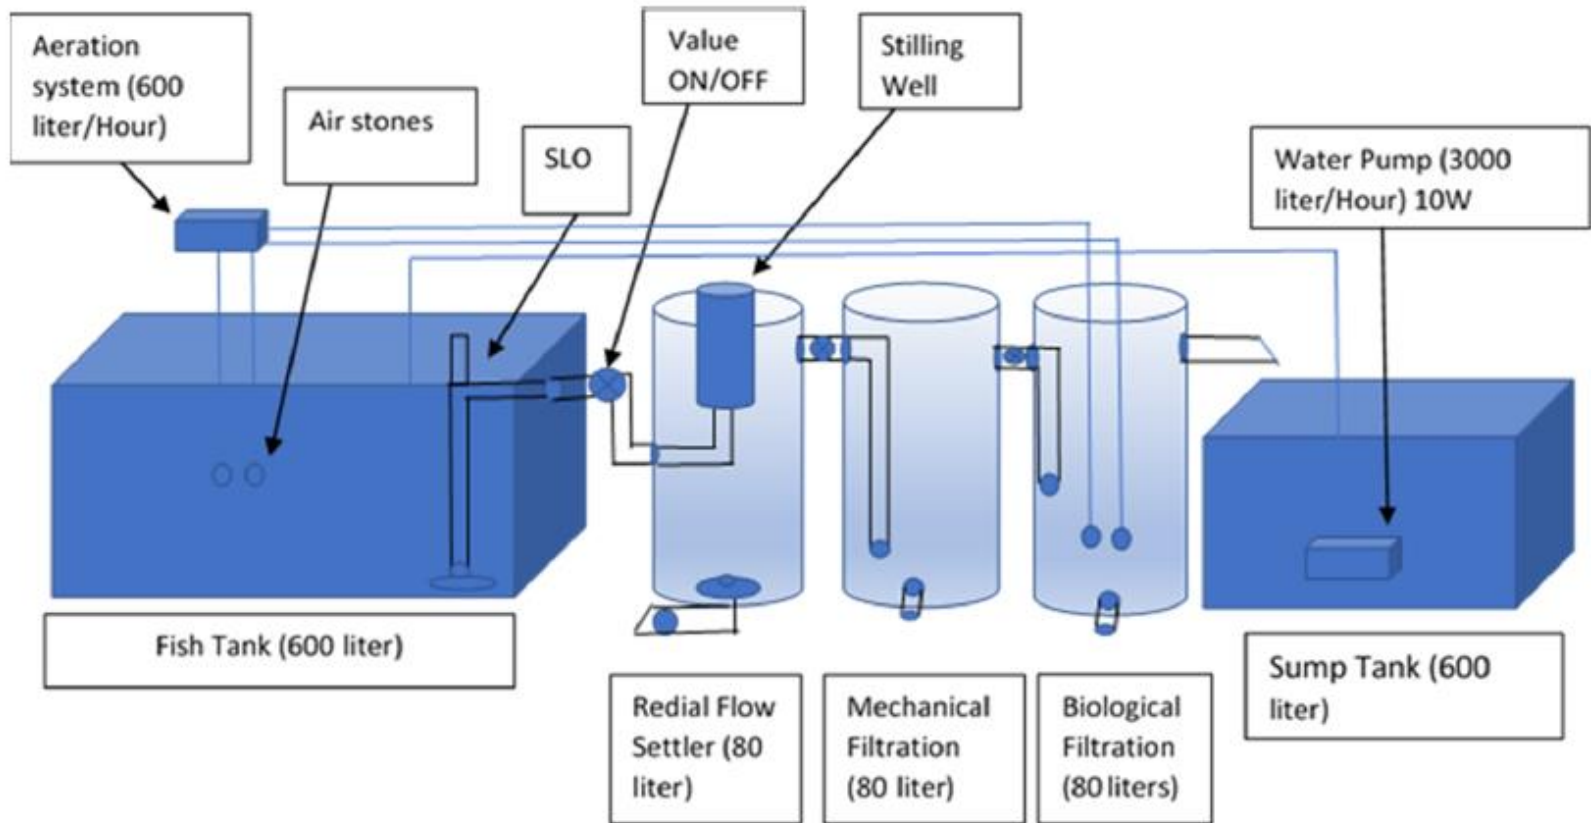 Aeration
system (600
liter/Hour)
Air stones
SLO
Value
ON/OFF
Stilling
Well
Water Pump (3000
liter/Hour) 10W
Fish Tank (600 liter)
Redial Flow
Settler (80
liter)
Mechanical
Filtration
(80 liter)
Biological
Filtration
(80 liters)
Sump Tank (600
liter)